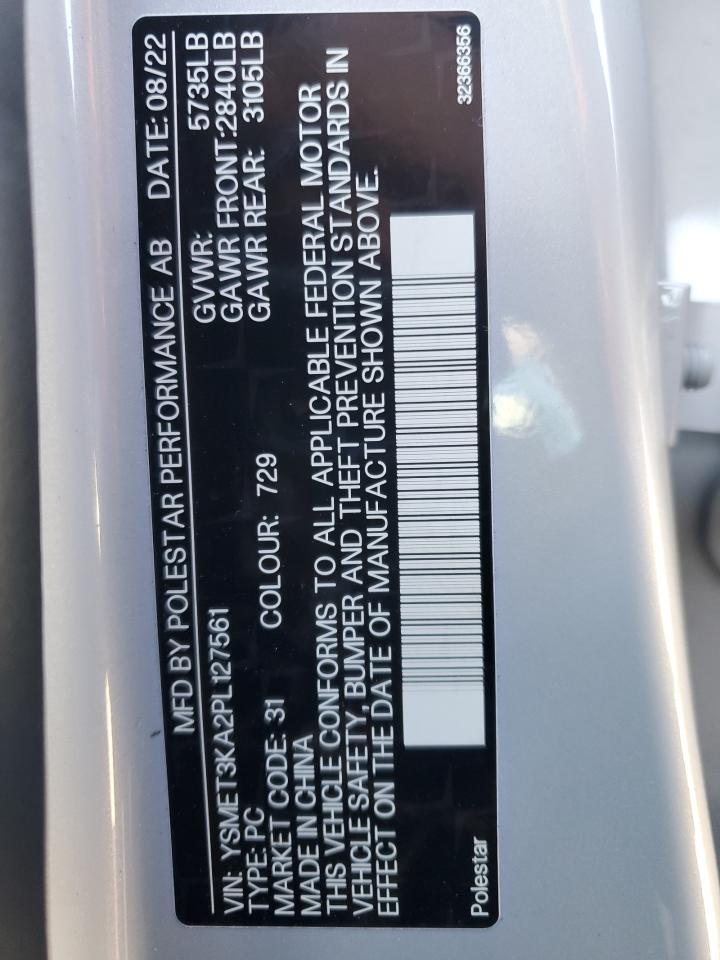 MFD BY POLESTAR PERFORMANCE AB DATE: 08/22
VIN: YSMET3KA2PL127561 GVWR: 5735LB
TYPE: PC GAWR FRONT:2840LB
MARKET CODE: 31 COLOUR: 729 GAWR REAR: 3105LB
MADE IN CHINA
THIS VEHICLE CONFORMS TO ALL APPLICABLE FEDERAL MOTOR
VEHICLE SAFETY, BUMPER AND THEFT PREVENTION STANDARDS IN
EFFECT ON THE DATE OF MANUFACTURE SHOWN ABOVE.
Polestar 32366356